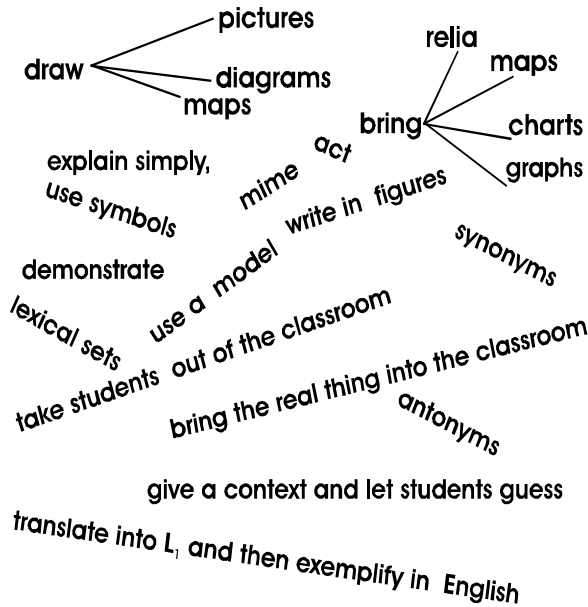 pictures
draw
diagrams
maps
relia
maps
bring
charts
graphs
explain simply,
use symbols
mime act
write in figures
synonyms
demonstrate
use a model
lexical sets
take students out of the classroom
bring the real thing into the classroom
antonyms
give a context and let students guess
translate into L₁ and then exemplify in English